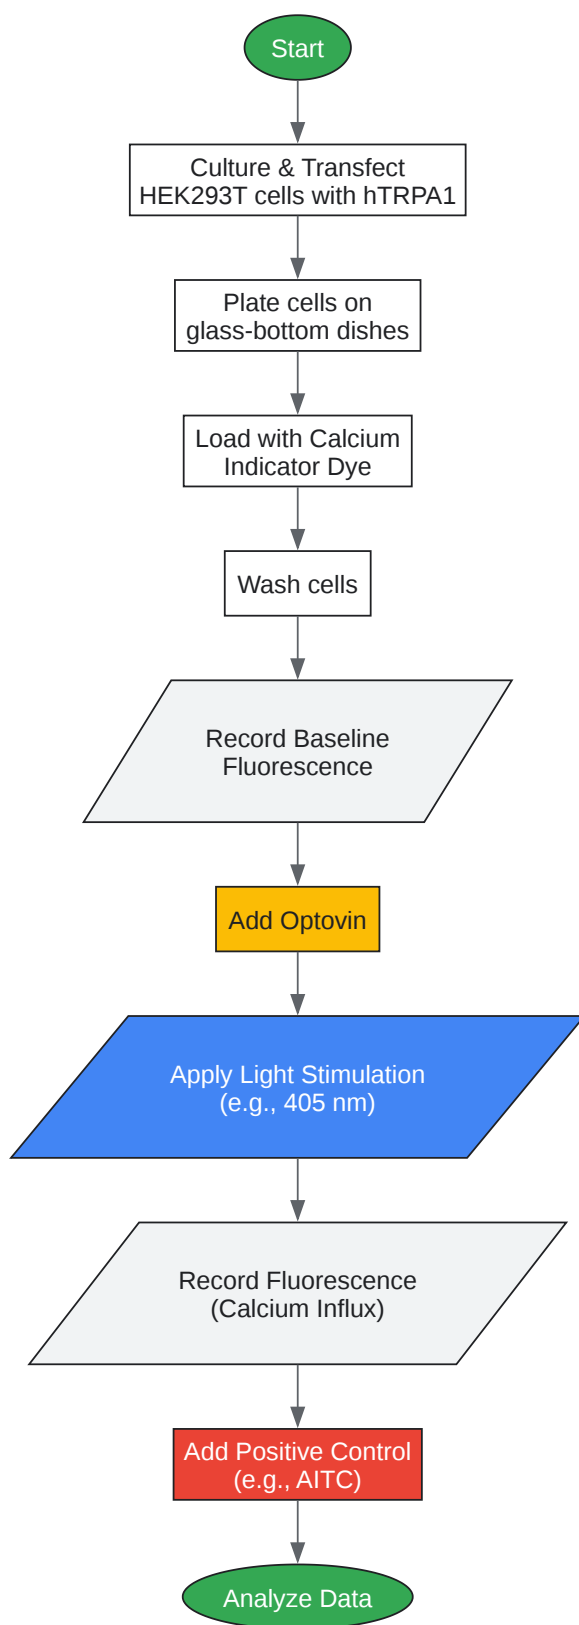 Start
Culture & Transfect
HEK293T cells with hTRPA1
Plate cells on
glass-bottom dishes
Load with Calcium
Indicator Dye
Wash cells
Record Baseline
Fluorescence
Add Optovin
Apply Light Stimulation
(e.g., 405 nm)
Record Fluorescence
(Calcium Influx)
Add Positive Control
(e.g., AITC)
Analyze Data